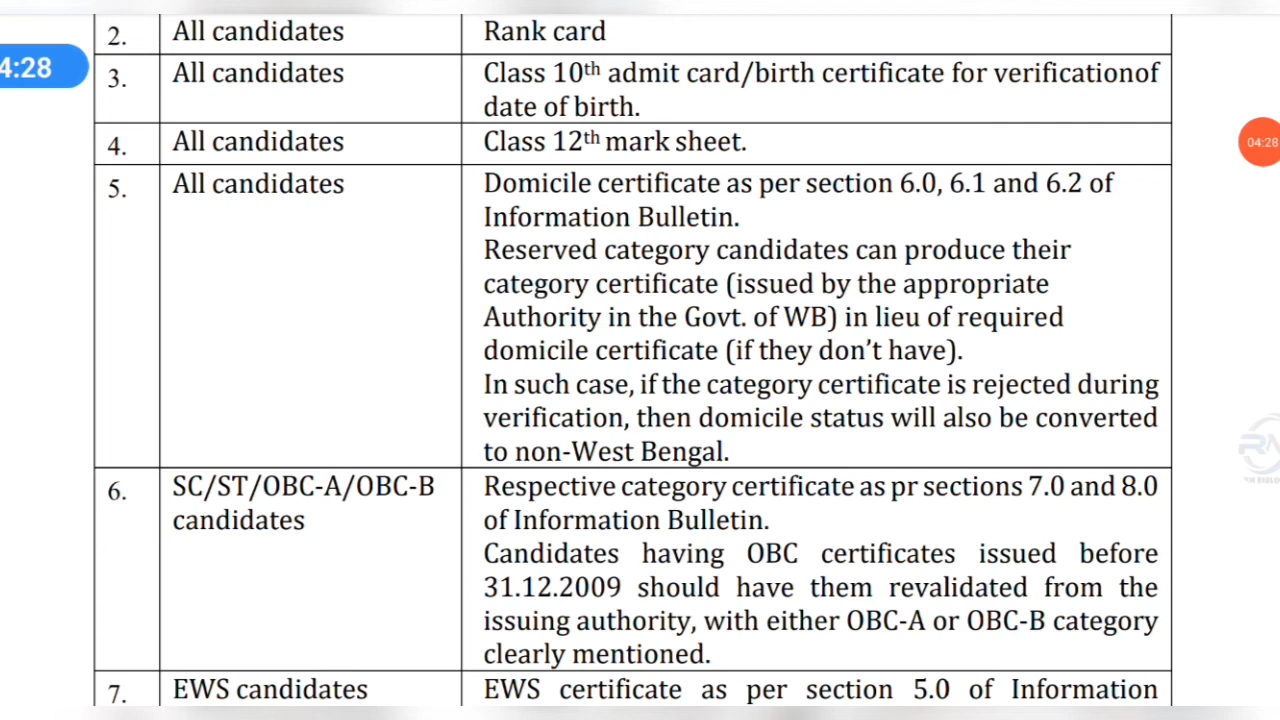 2. All candidates Rank card
4:28
3. All candidates Class 10th admit card/birth certificate for verificationof
date of birth.
4. All candidates Class 12th mark sheet.
04:28
5. All candidates Domicile certificate as per section 6.0, 6.1 and 6.2 of
Information Bulletin.
Reserved category candidates can produce their
category certificate (issued by the appropriate
Authority in the Govt. of WB) in lieu of required
domicile certificate (if they don’t have).
In such case, if the category certificate is rejected during
verification, then domicile status will also be converted
to non-West Bengal.
6. SC/ST/OBC-A/OBC-B Respective category certificate as pr sections 7.0 and 8.0
candidates of Information Bulletin.
Candidates having OBC certificates issued before
31.12.2009 should have them revalidated from the
issuing authority, with either OBC-A or OBC-B category
clearly mentioned.
7. EWS candidates EWS certificate as per section 5.0 of Information